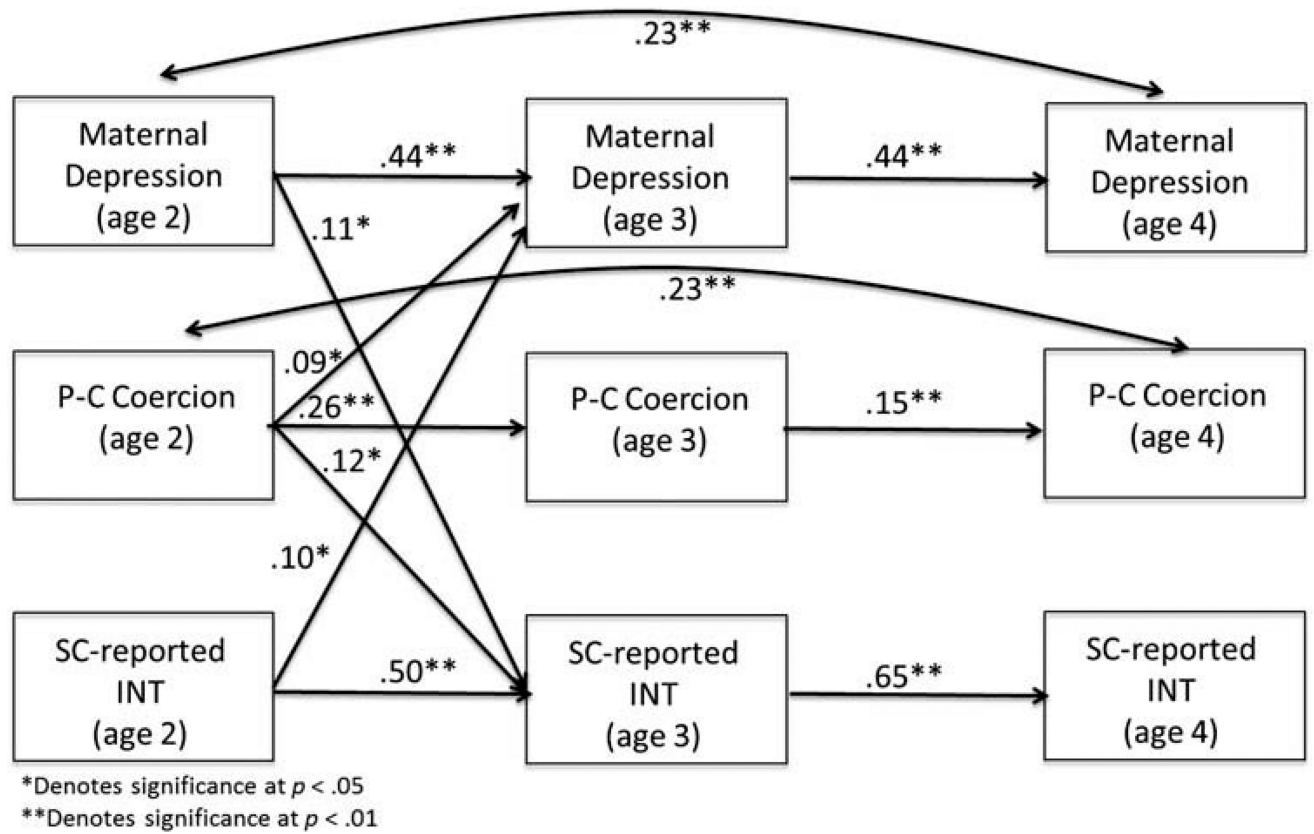 .23**
Maternal
Depression
(age 2)
.44**
Maternal
Depression
(age 3)
.44**
Maternal
Depression
(age 4)
.11*
.23**
P-C Coercion
(age 2)
.09*
.26**
.12*
P-C Coercion
(age 3)
.15**
P-C Coercion
(age 4)
.10*
SC-reported
INT
(age 2)
.50**
SC-reported
INT
(age 3)
.65**
SC-reported
INT
(age 4)
*Denotes significance at p < .05
**Denotes significance at p < .01